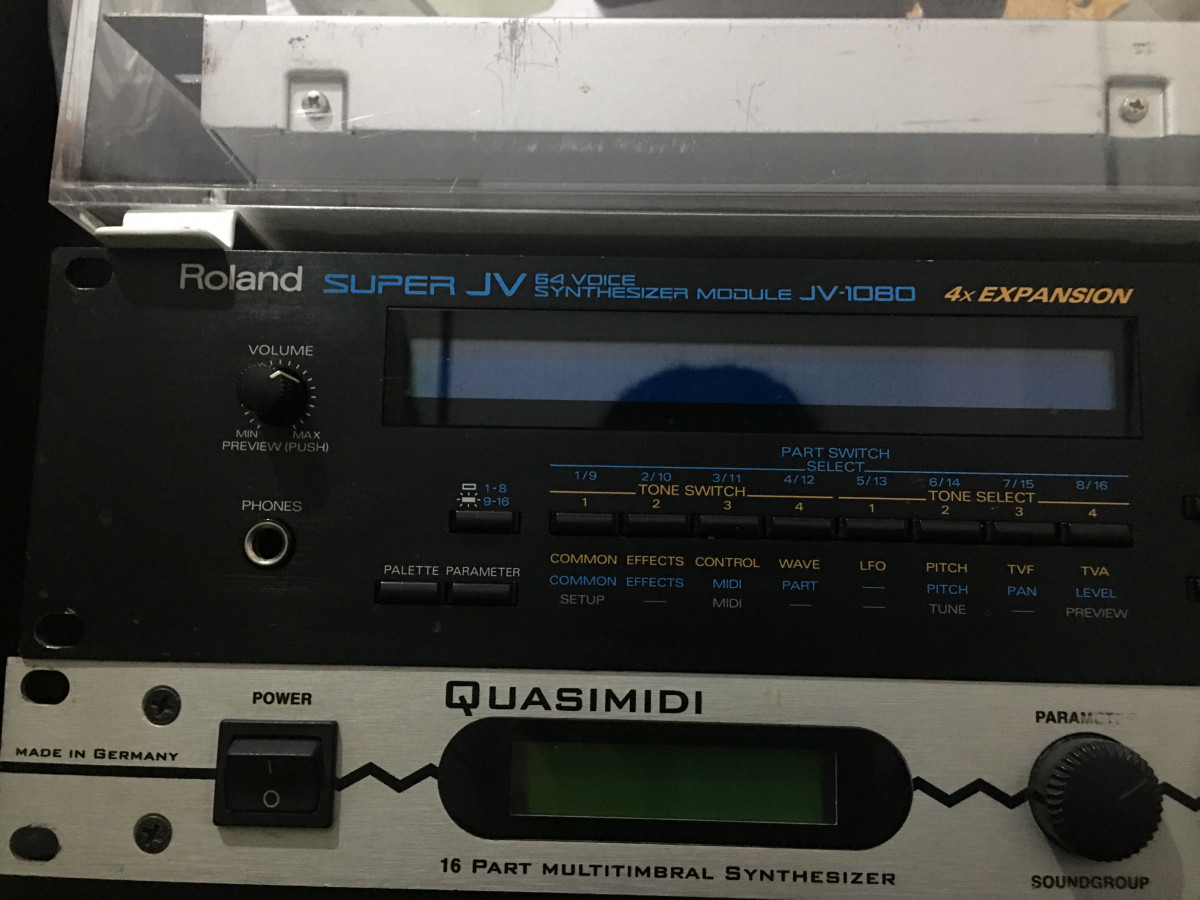 Roland SUPER JV 64 VOICE SYNTHESIZER MODULE JV-1080 4x EXPANSION
VOLUME
MIN MAX
PREVIEW (PUSH)
PHONES
PART SWITCH
SELECT
1-8
9-16
1/9 2/10 3/11 4/12 5/13 6/14 7/15 8/16
TONE SWITCH TONE SELECT
1 2 3 4 1 2 3 4
PALETTE PARAMETER
COMMON EFFECTS CONTROL WAVE LFO PITCH TVF TVA
COMMON EFFECTS MIDI PART — PITCH PAN LEVEL
SETUP — MIDI — — TUNE — PREVIEW
POWER
QUASIMIDI
MADE IN GERMANY
16 PART MULTITIMBRAL SYNTHESIZER
SOUNDGROUP